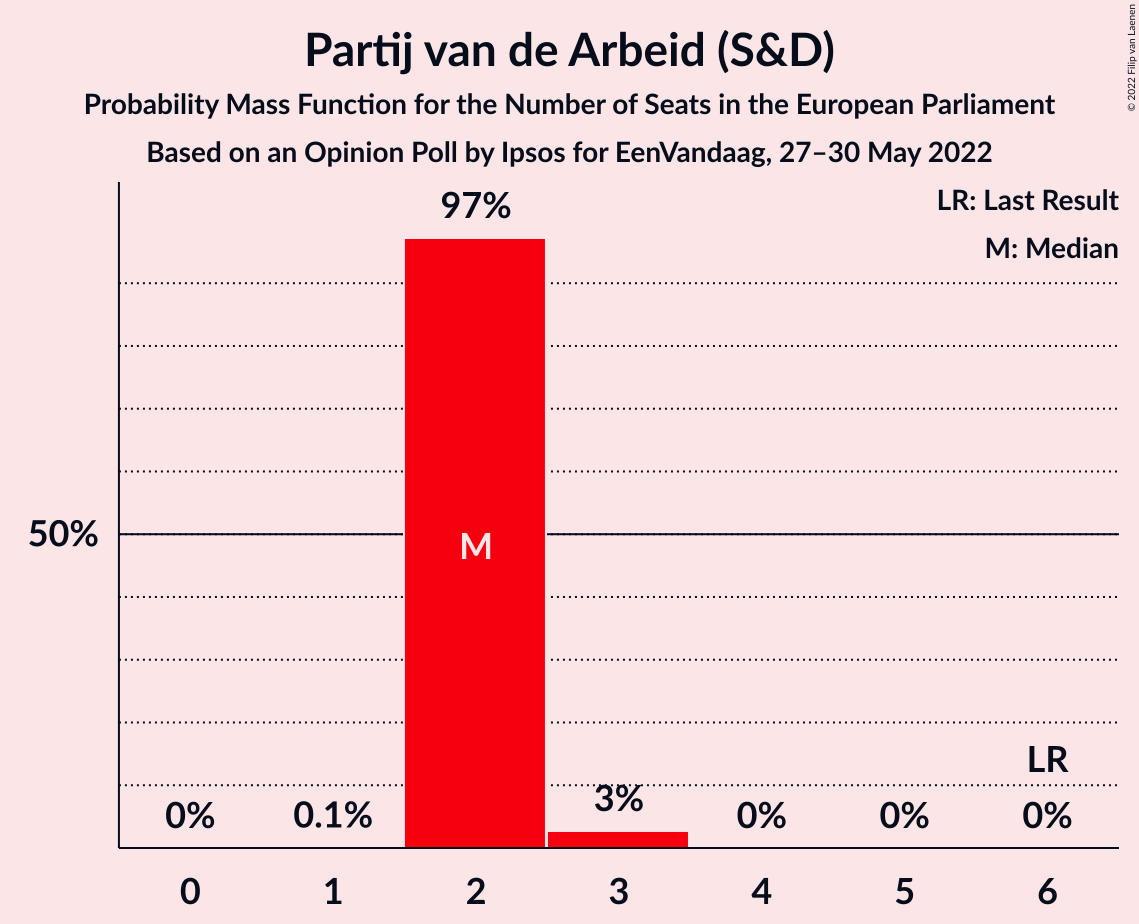 Partij van de Arbeid (S&D)
Probability Mass Function for the Number of Seats in the European Parliament
Based on an Opinion Poll by Ipsos for EenVandaag, 27–30 May 2022
© 2022 Filip van Laenen
LR: Last Result
M: Median
97%
50%
M
LR
0%
0.1%
3%
0%
0%
0%
0
1
2
3
4
5
6